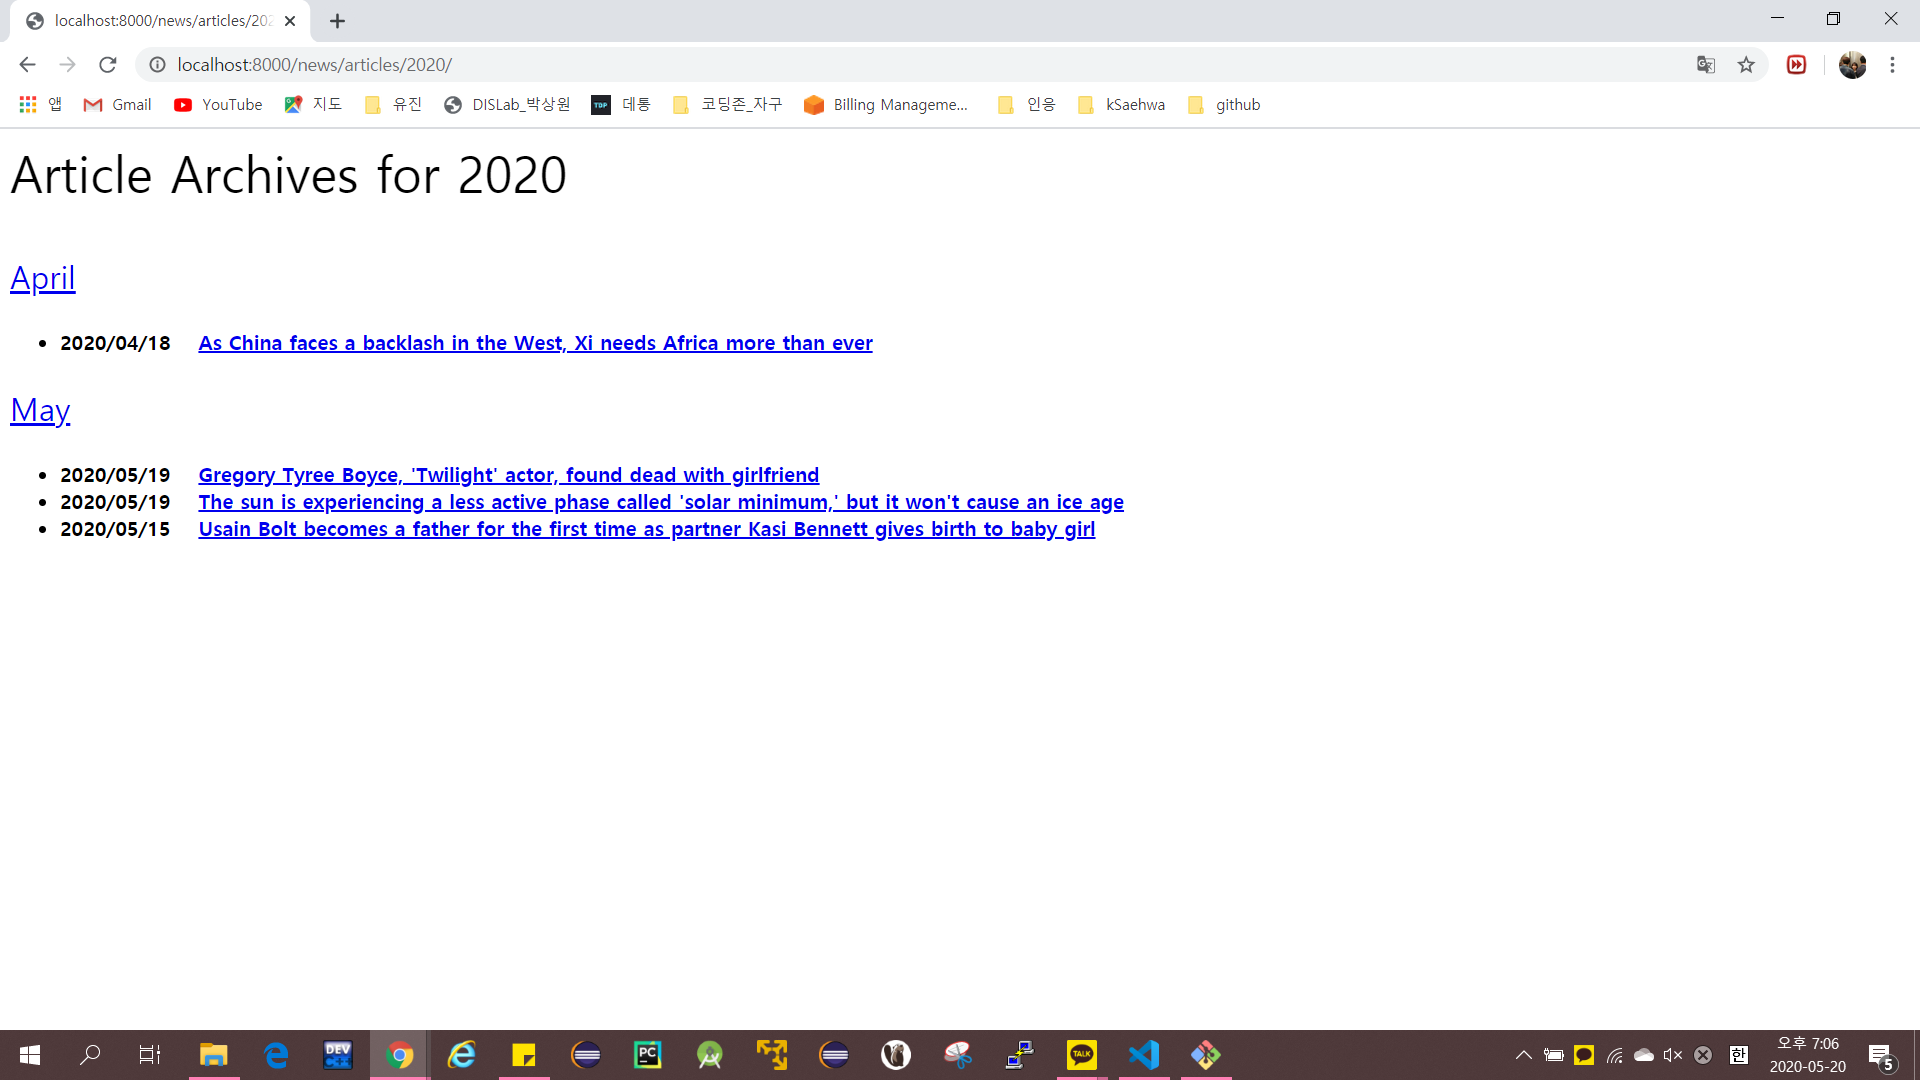 localhost:8000/news/articles/202
localhost:8000/news/articles/2020/
앱 Gmail YouTube 지도 유진 DISLab_박상원 TDP 데통 코딩존_자구 Billing Manageme... 인응 kSaehwa github
Article Archives for 2020
April
2020/04/18 As China faces a backlash in the West, Xi needs Africa more than ever
May
2020/05/19 Gregory Tyree Boyce, 'Twilight' actor, found dead with girlfriend
2020/05/19 The sun is experiencing a less active phase called 'solar minimum,' but it won't cause an ice age
2020/05/15 Usain Bolt becomes a father for the first time as partner Kasi Bennett gives birth to baby girl
DEV C++ PC TALK 한 오후 7:06
2020-05-20 5